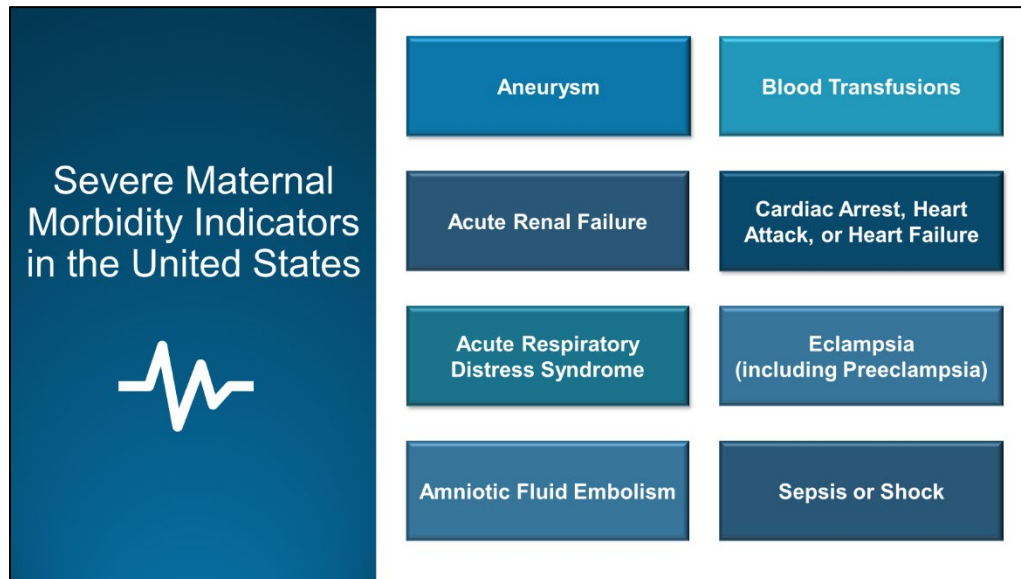 Severe Maternal
Morbidity Indicators
in the United States
Aneurysm
Blood Transfusions
Acute Renal Failure
Cardiac Arrest, Heart
Attack, or Heart Failure
Acute Respiratory
Distress Syndrome
Eclampsia
(including Preeclampsia)
Amniotic Fluid Embolism
Sepsis or Shock